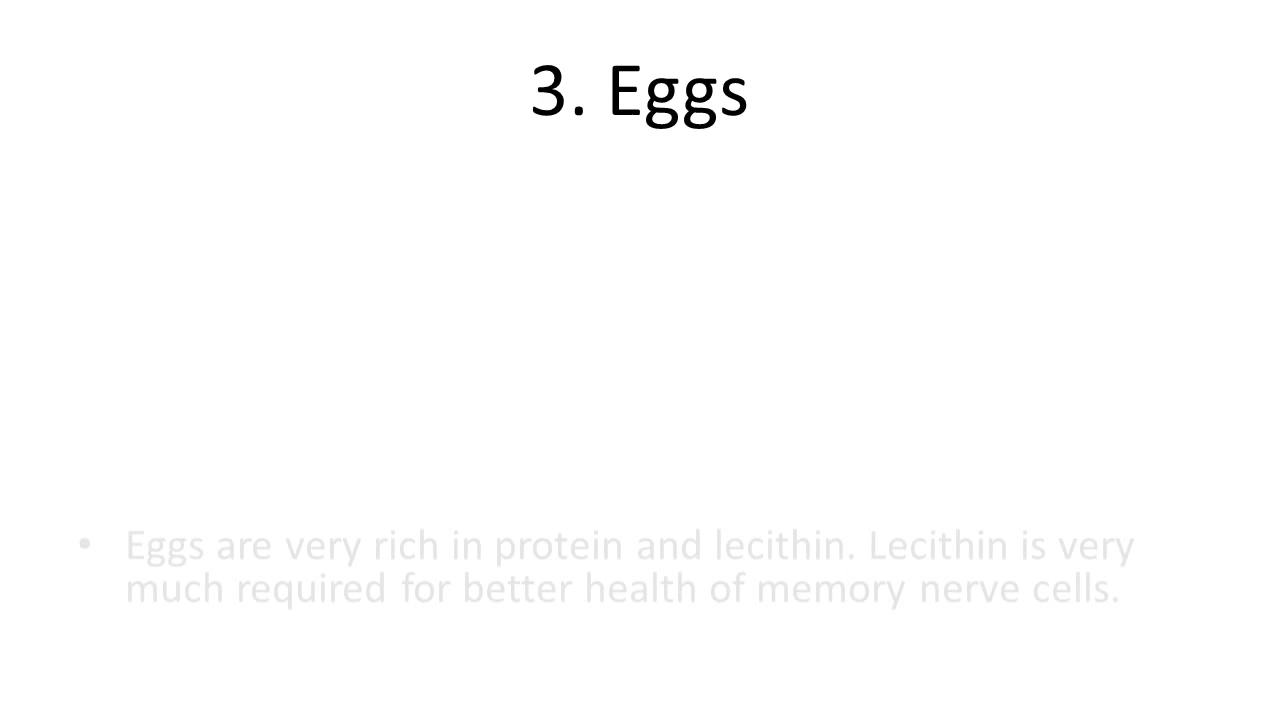 3. Eggs
• Eggs are very rich in protein and lecithin. Lecithin is very
much required for better health of memory nerve cells.